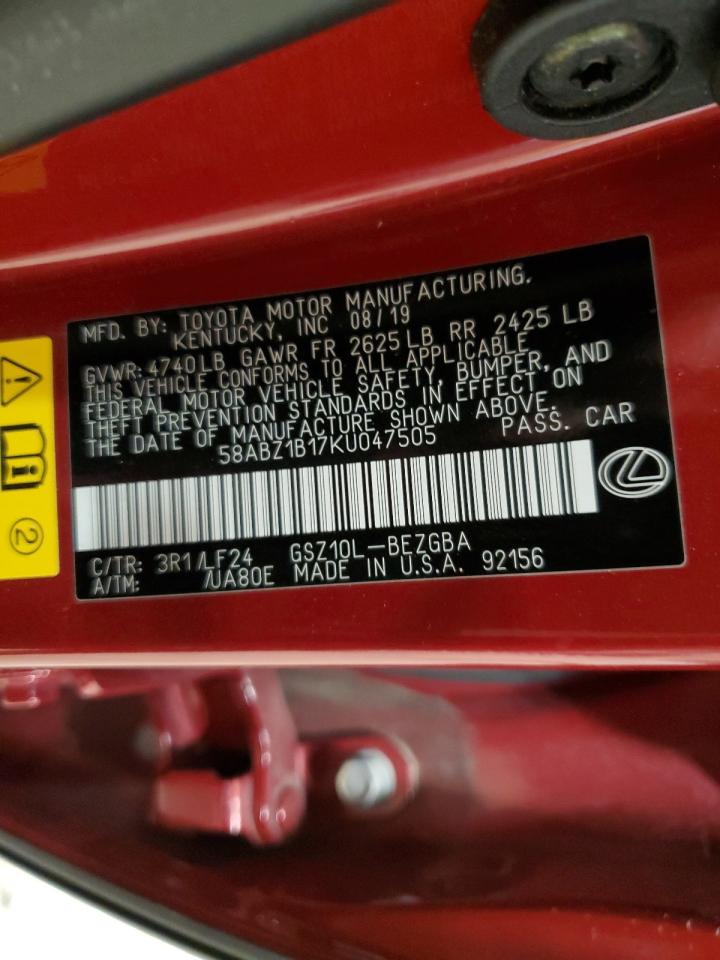 MFD. BY: TOYOTA MOTOR MANUFACTURING.
KENTUCKY, INC 08/19
GVWR: 4740LB GAWR FR 2625LB RR 2425 LB
THIS VEHICLE CONFORMS TO ALL APPLICABLE
FEDERAL MOTOR VEHICLE SAFETY, BUMPER, AND
THEFT PREVENTION STANDARDS IN EFFECT ON
THE DATE OF MANUFACTURE SHOWN ABOVE.
58ABZ1B17KU047505 PASS. CAR
C/TR: 3R1/LF24 GSZ10L-BEZGBA
A/TM: /UA80E MADE IN U.S.A. 92156
2